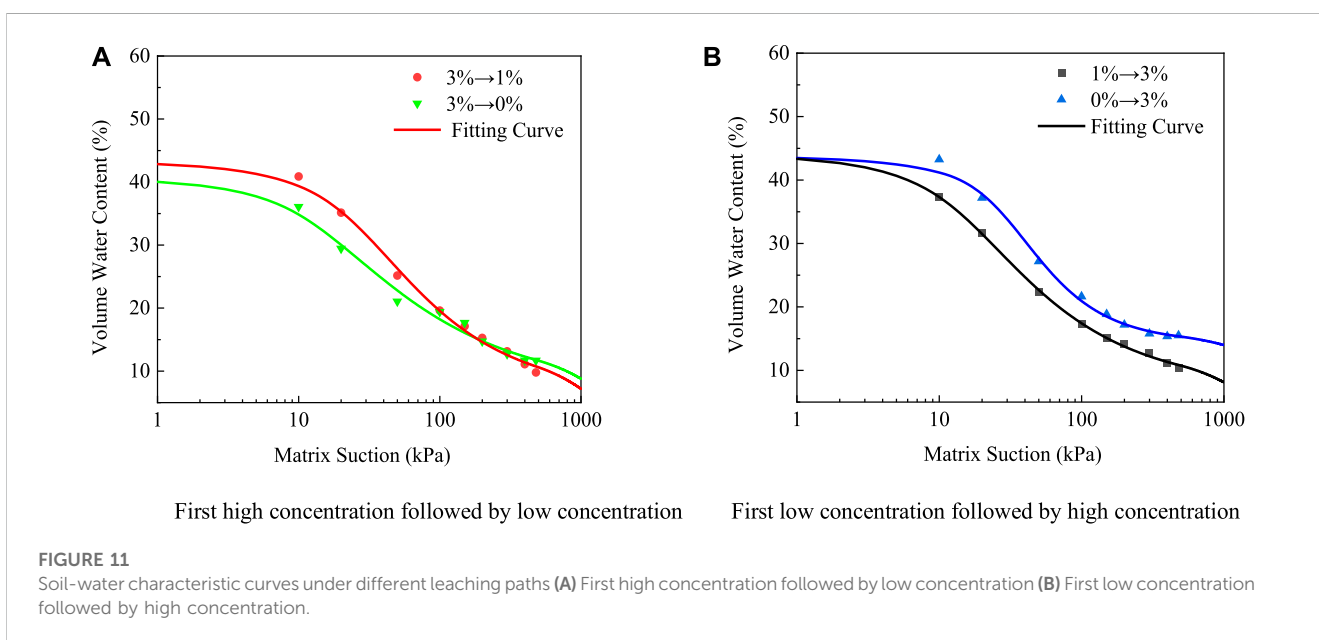 A
60
50
40
30
20
10
Volume Water Content (%)
3%→1%
3%→0%
Fitting Curve
1
10
100
1000
Matrix Suction (kPa)
First high concentration followed by low concentration
B
60
50
40
30
20
10
Volume Water Content (%)
1%→3%
0%→3%
Fitting Curve
1
10
100
1000
Matrix Suction (kPa)
First low concentration followed by high concentration
FIGURE 11
Soil-water characteristic curves under different leaching paths (A) First high concentration followed by low concentration (B) First low concentration
followed by high concentration.